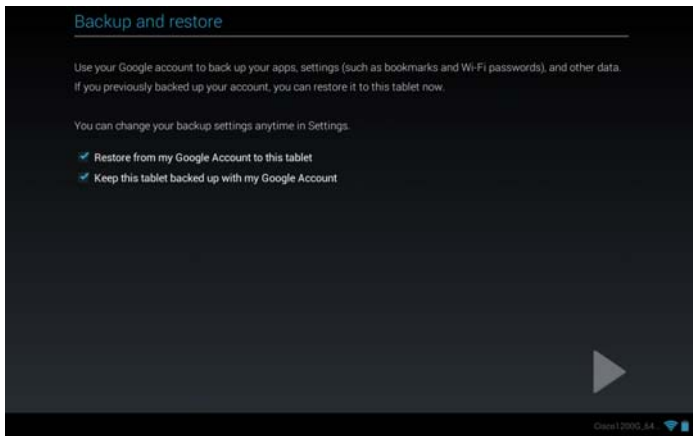 Backup and restore
Use your Google account to back up your apps, settings (such as bookmarks and Wi-Fi passwords), and other data.
If you previously backed up your account, you can restore it to this tablet now.
You can change your backup settings anytime in Settings.
Restore from my Google Account to this tablet
Keep this tablet backed up with my Google Account
Cisco1200G_64...